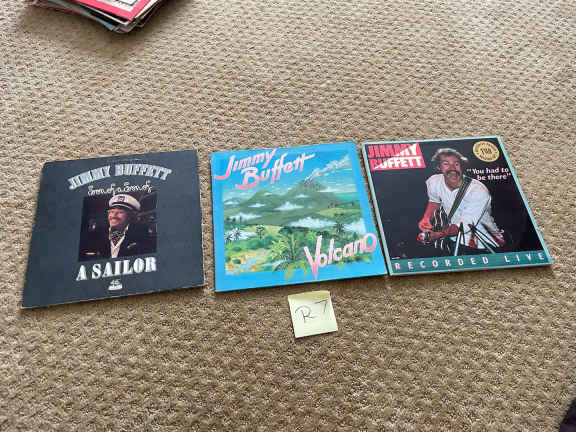 JIMMY BUFFETT
Son of a Son of
A SAILOR
Jimmy
Buffett
Volcano
JIMMY
BUFFETT
"You had to
be there"
RECORDED LIVE
R7